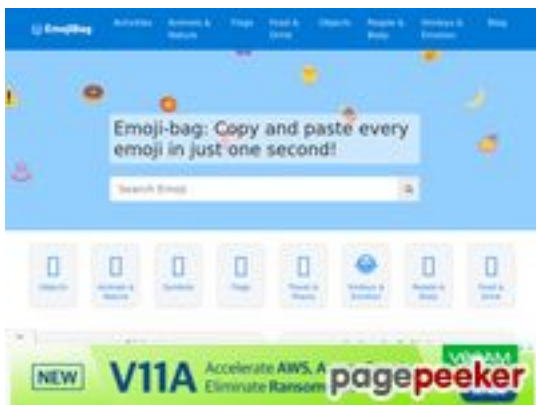 EmojiBag
Activities
Animals &
Nature
Flags
Food &
Drink
Objects
People &
Body
Smileys &
Emotion
Blog
Emoji-bag: Copy and paste every
emoji in just one second!
Search Emoji
Objects
Animals &
Nature
Symbols
Flags
Travel &
Places
Smileys &
Emotion
People &
Body
Food &
Drink
NEW
V11A
Accelerate AWS, A
Eliminate Ransom
pagepeeker